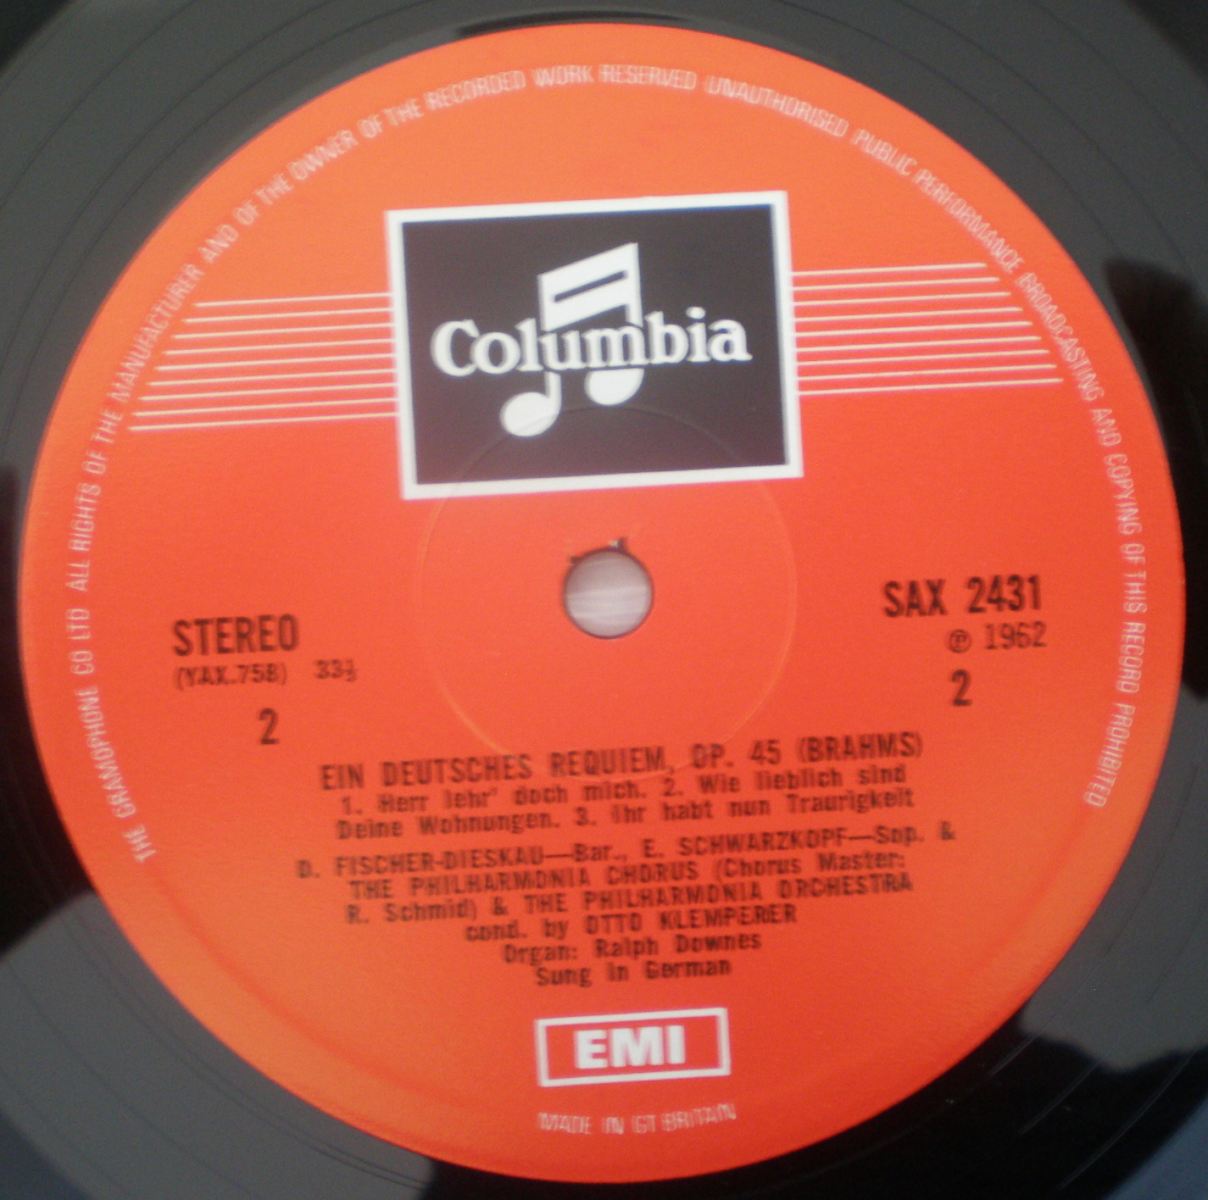 THE GRAMOPHONE CO LTD ALL RIGHTS OF THE MANUFACTURER AND OF THE OWNER OF THE RECORDED WORK RESERVED UNAUTHORISED PUBLIC PERFORMANCE BROADCASTING AND COPYING OF THIS RECORD PROHIBITED
Columbia
STEREO
(YAX.758) 33⅓
2
SAX 2431
℗ 1962
2
EIN DEUTSCHES REQUIEM, OP. 45 (BRAHMS)
1. Herr lehr' doch mich. 2. Wie lieblich sind
Deine Wohnungen. 3. Ihr habt nun Traurigkeit
D. FISCHER-DIESKAU—Bar., E. SCHWARZKOPF—Sop. &
THE PHILHARMONIA CHORUS (Chorus Master:
R. Schmid) & THE PHILHARMONIA ORCHESTRA
cond. by OTTO KLEMPERER
Organ: Ralph Downes
Sung in German
EMI
MADE IN GT BRITAIN